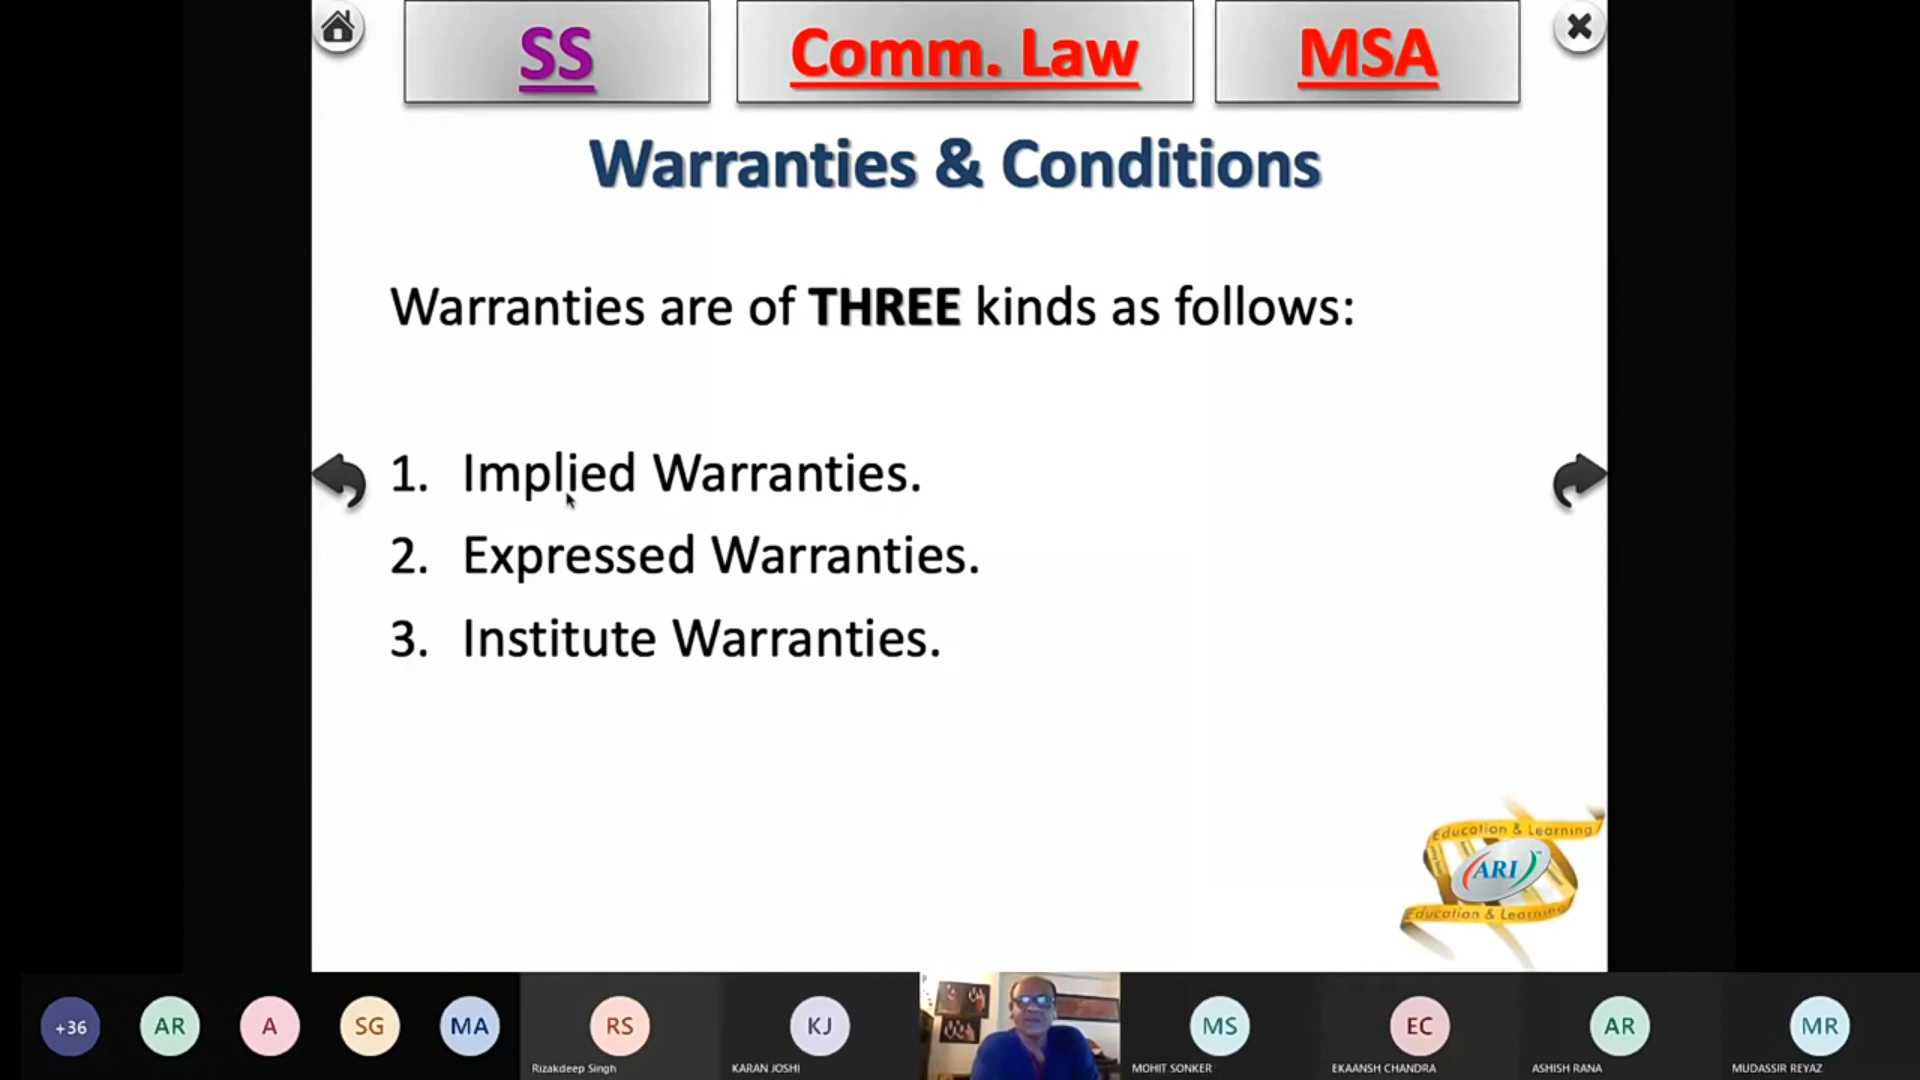 SS
Comm. Law
MSA
Warranties & Conditions
Warranties are of THREE kinds as follows:
1. Implied Warranties.
2. Expressed Warranties.
3. Institute Warranties.
Education & Learning
ARI
Education & Learning
+36
AR
A
SG
MA
RS
KJ
MS
EC
AR
MR
Rizakdeep Singh
KARAN JOSHI
MOHIT SONKER
EKAANSH CHANDRA
ASHISH RANA
MUDASSIR REYAZ